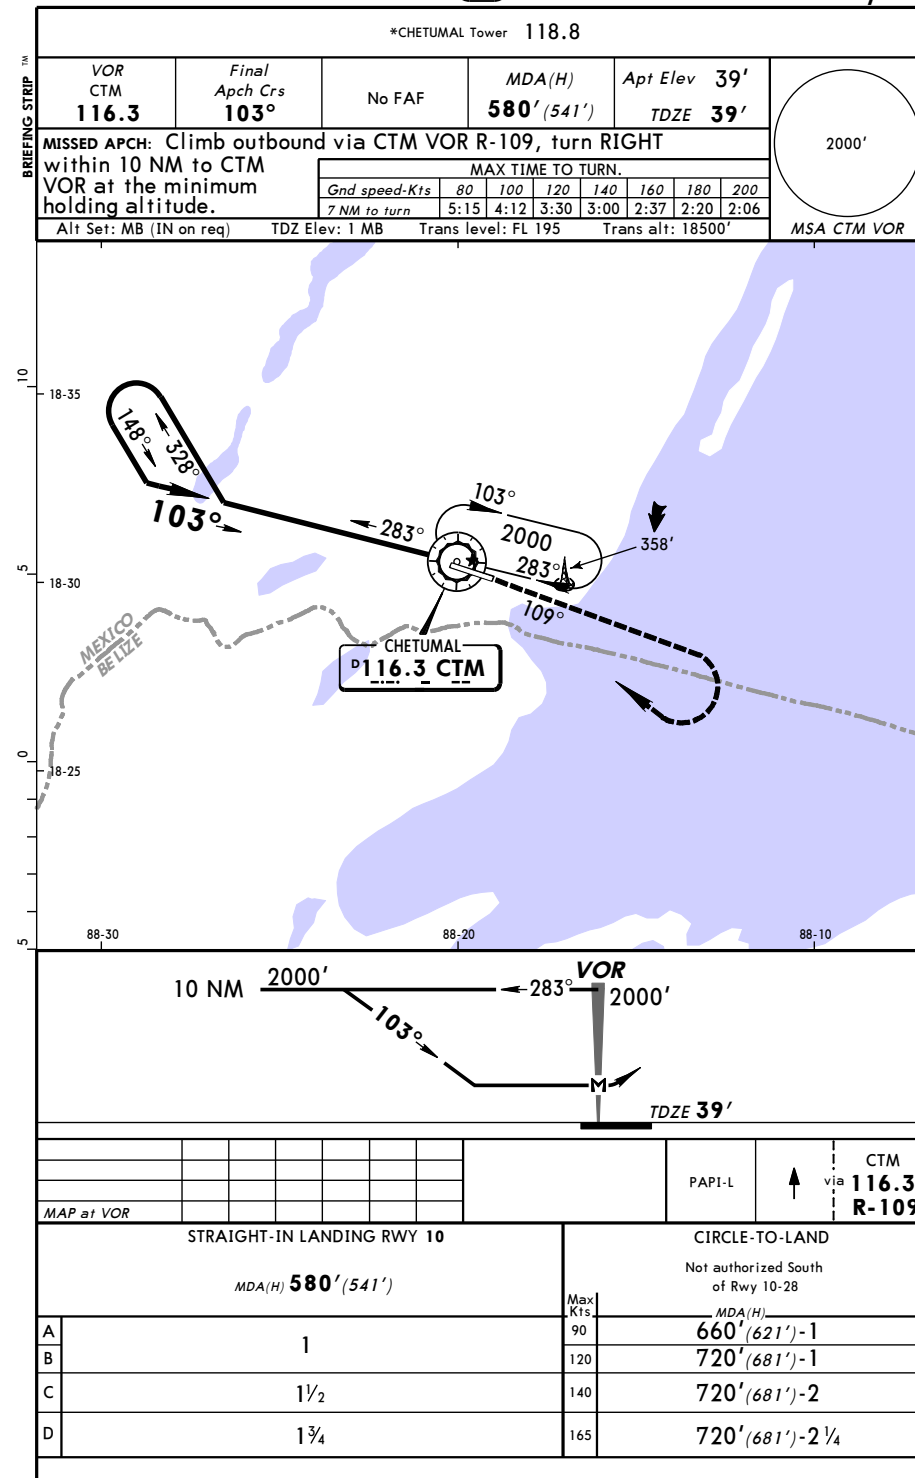 *CHETUMAL Tower 118.8
BRIEFING STRIP TM
VOR
CTM
116.3
Final
Apch Crs
103°
No FAF
MDA(H)
580' (541')
Apt Elev 39'
TDZE 39'
2000'
MSA CTM VOR
MISSED APCH: Climb outbound via CTM VOR R-109, turn RIGHT
within 10 NM to CTM
VOR at the minimum
holding altitude.
MAX TIME TO TURN.
Gnd speed-Kts 80 100 120 140 160 180 200
7 NM to turn 5:15 4:12 3:30 3:00 2:37 2:20 2:06
Alt Set: MB (IN on req) TDZ Elev: 1 MB Trans level: FL 195 Trans alt: 18500'
10
18-35
148°
328°
103°
103°
283°
2000
358'
283°
5
18-30
109°
MEXICO
BELIZE
CHETUMAL
D116.3 CTM
0
18-25
5
88-30
88-20
88-10
VOR
10 NM 2000'
283°
2000'
103°
M
TDZE 39'
MAP at VOR
PAPI-L
via
CTM
116.3
R-109
STRAIGHT-IN LANDING RWY 10
MDA(H) 580' (541')
CIRCLE-TO-LAND
Not authorized South
of Rwy 10-28
Max
Kts
MDA(H)
A 90 660' (621')-1
1
B 120 720' (681')-1
C 1½ 140 720' (681')-2
D 1¾ 165 720' (681')-2¼